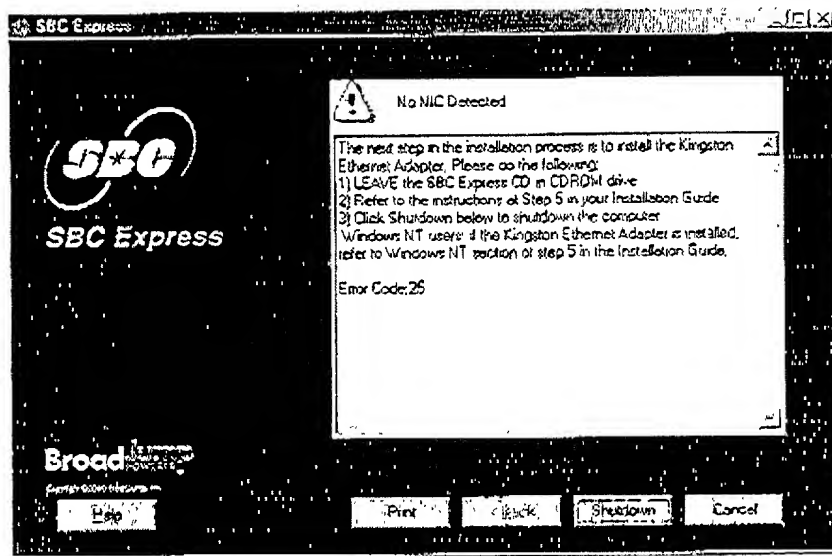 SBC Express
No NIC Detected
The next step in the installation process is to install the Kingston
Ethernet Adapter. Please do the following:
1) LEAVE the SBC Express CD in CDROM drive
2) Refer to the instructions at Step 5 in your Installation Guide
3) Click Shutdown below to shutdown the computer
Windows NT users: if the Kingston Ethernet Adapter is installed,
refer to Windows NT section of step 5 in the Installation Guide.
Error Code:25
SBC
SBC Express
Broad
Help
Print
< Back
Shutdown
Cancel